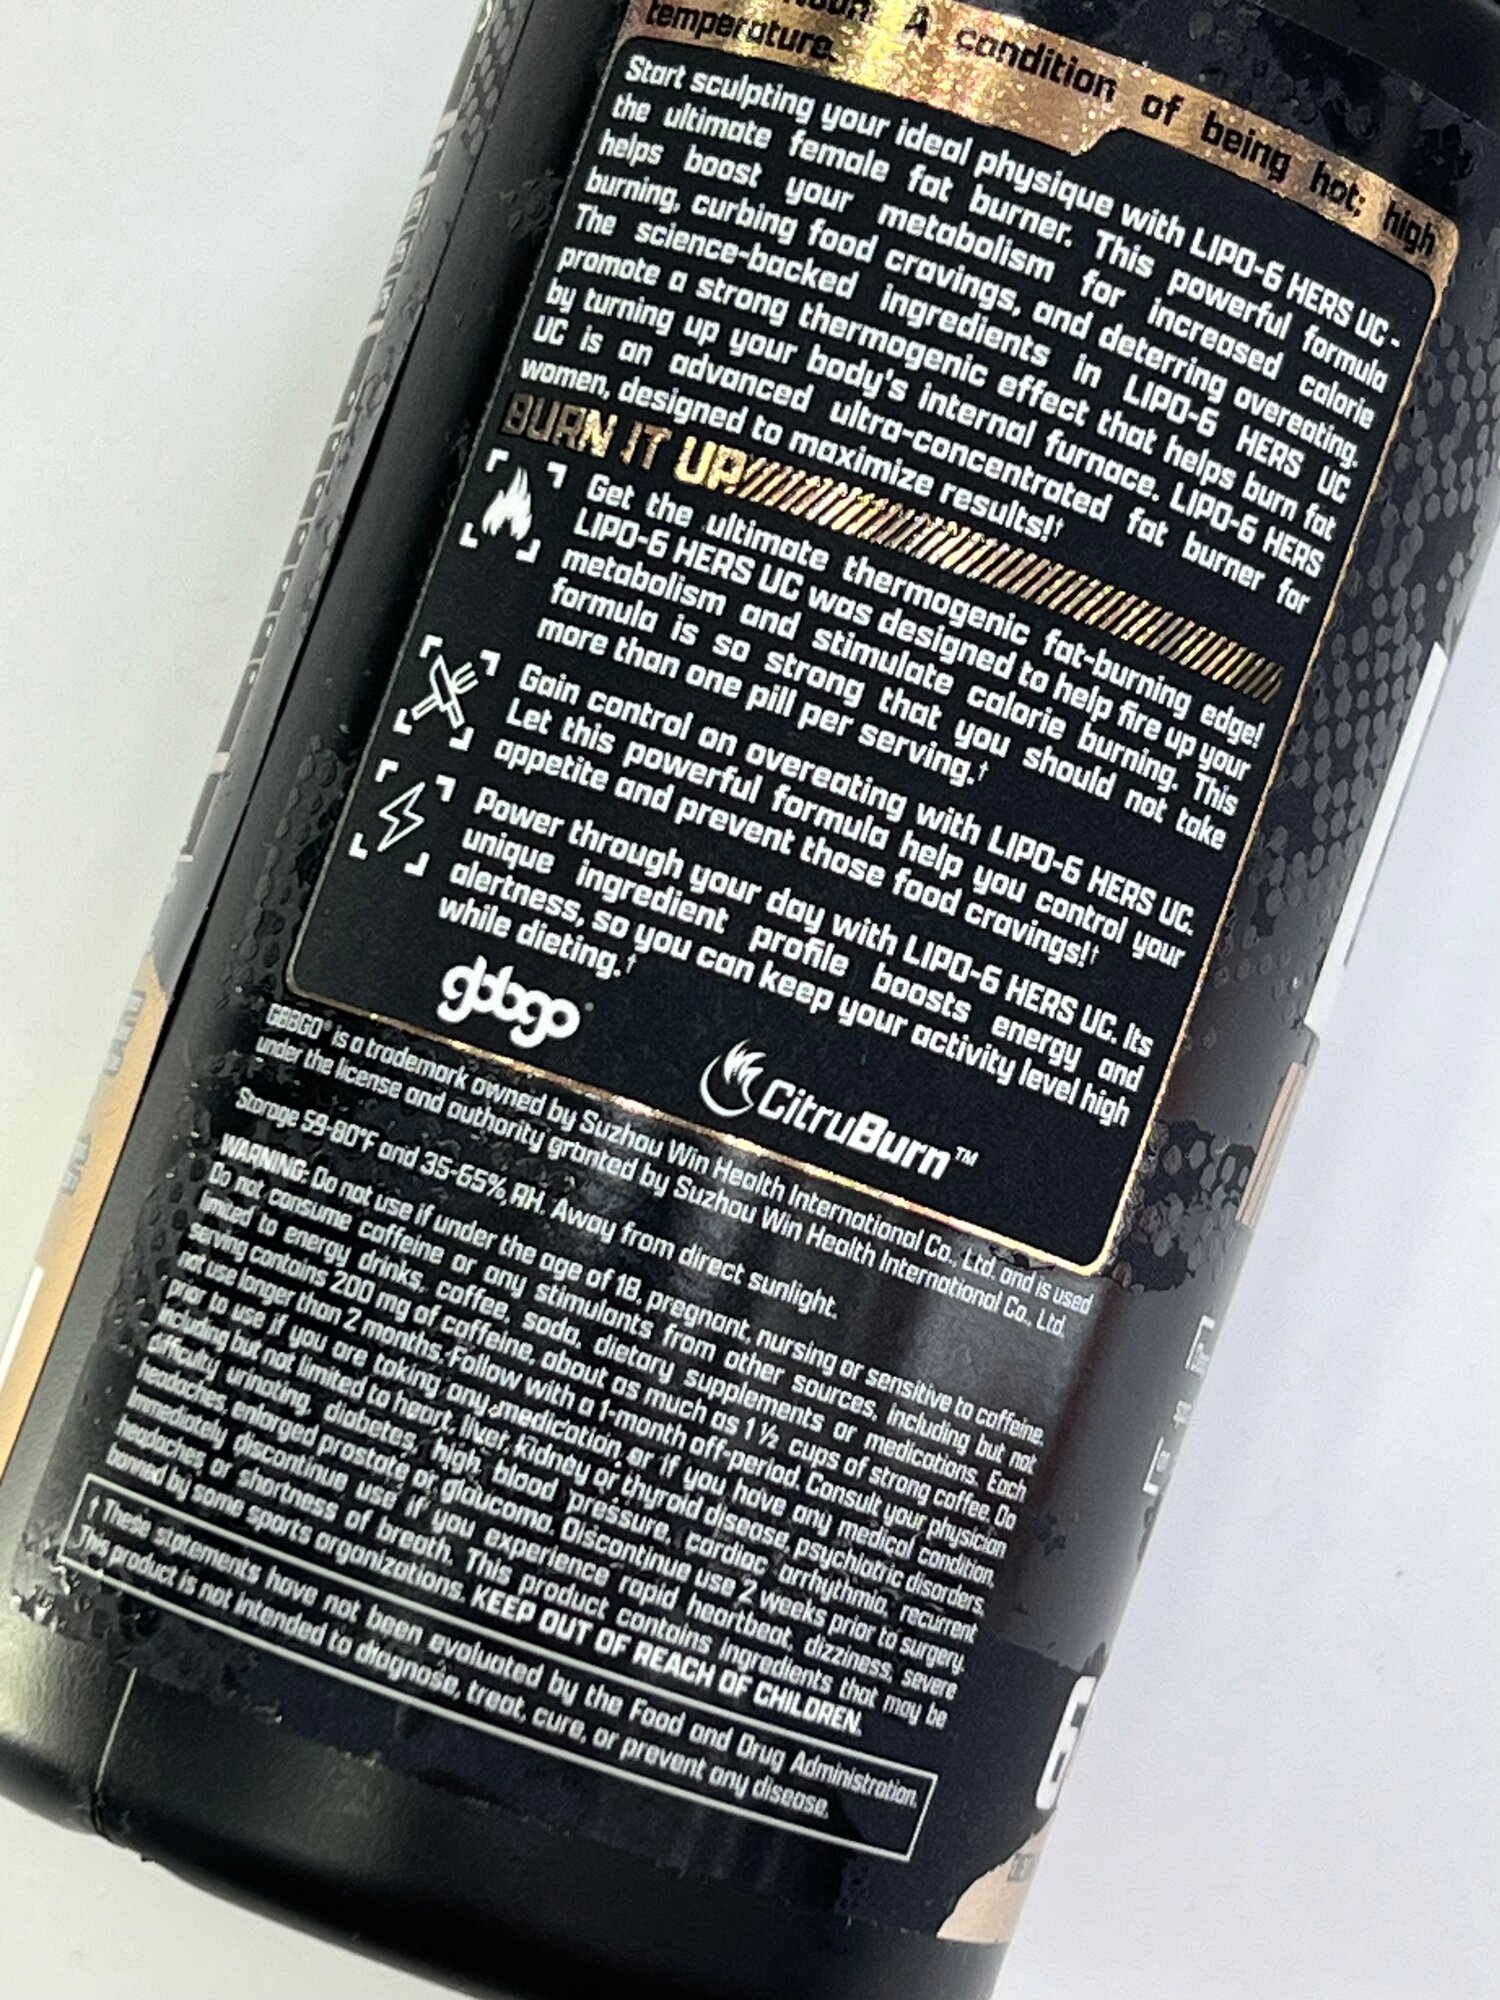 A condition of being hot; high
temperature.
Start sculpting your ideal physique with LIPO-6 HERS UC -
the ultimate female fat burner. This powerful formula
helps boost your metabolism for increased calorie
burning, curbing food cravings, and deterring overeating.
The science-backed ingredients in LIPO-6 HERS UC
promote a strong thermogenic effect that helps burn fat
by turning up your body's internal furnace. LIPO-6 HERS
UC is an advanced ultra-concentrated fat burner for
women, designed to maximize results!†
BURN IT UP
Get the ultimate thermogenic fat-burning edge!
LIPO-6 HERS UC was designed to help fire up your
metabolism and stimulate calorie burning. This
formula is so strong that you should not take
more than one pill per serving.†
Gain control on overeating with LIPO-6 HERS UC.
Let this powerful formula help you control your
appetite and prevent those food cravings!†
Power through your day with LIPO-6 HERS UC. Its
unique ingredient profile boosts energy and
alertness, so you can keep your activity level high
while dieting.†
gbbgo
CitruBurn™
GBBGO® is a trademark owned by Suzhou Win Health International Co., Ltd. and is used
under the license and authority granted by Suzhou Win Health International Co., Ltd.
Storage 59-80°F and 35-65% RH. Away from direct sunlight.
WARNING: Do not use if under the age of 18, pregnant, nursing or sensitive to caffeine.
Do not consume caffeine or any stimulants from other sources, including but not
limited to energy drinks, coffee, soda, dietary supplements or medications. Each
serving contains 200 mg of caffeine, about as much as 1 ½ cups of strong coffee. Do
not use longer than 2 months. Follow with a 1-month off-period. Consult your physician
prior to use if you are taking any medication, or if you have any medical condition,
including but not limited to heart, liver, kidney or thyroid disease, psychiatric disorders,
difficulty urinating, diabetes, high blood pressure, cardiac arrhythmia, recurrent
headaches, enlarged prostate or glaucoma. Discontinue use 2 weeks prior to surgery.
Immediately discontinue use if you experience rapid heartbeat, dizziness, severe
headaches or shortness of breath. This product contains ingredients that may be
banned by some sports organizations. KEEP OUT OF REACH OF CHILDREN.
† These statements have not been evaluated by the Food and Drug Administration.
This product is not intended to diagnose, treat, cure, or prevent any disease.